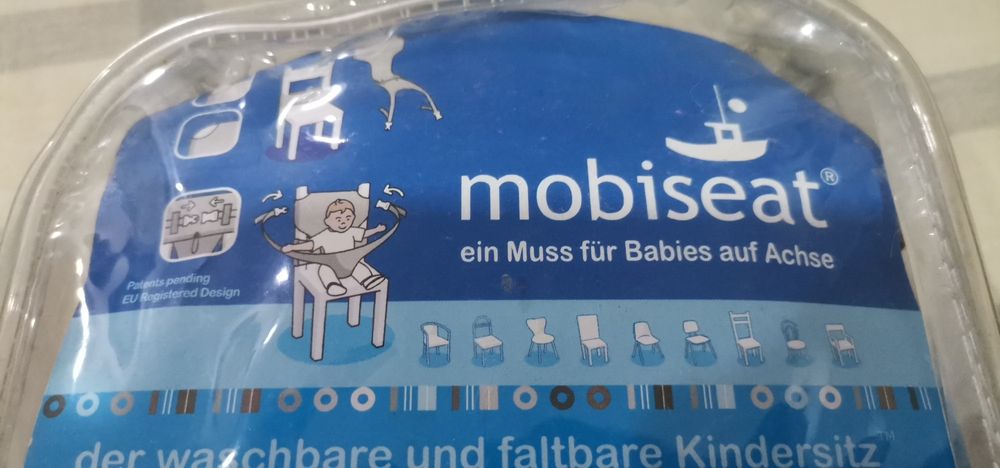 mobiseat®
ein Muss für Babies auf Achse
Patents pending
EU Registered Design
der waschbare und faltbare Kindersitz™